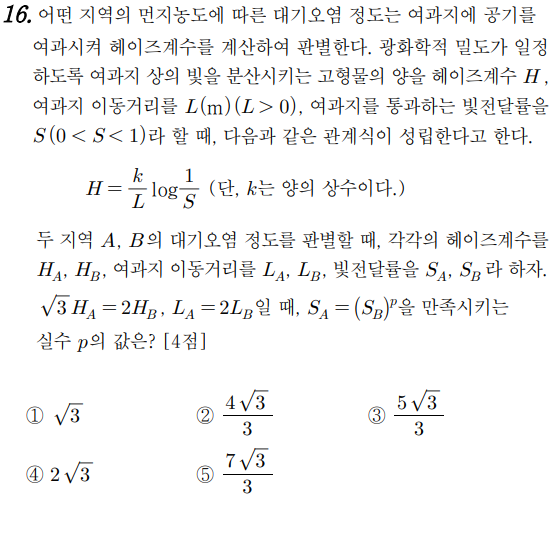 16. 어떤 지역의 먼지농도에 따른 대기오염 정도는 여과지에 공기를
여과시켜 헤이즈계수를 계산하여 판별한다. 광화학적 밀도가 일정
하도록 여과지 상의 빛을 분산시키는 고형물의 양을 헤이즈계수 H,
여과지 이동거리를 L(m)(L>0), 여과지를 통과하는 빛전달률을
S(0<S<1)라 할 때, 다음과 같은 관계식이 성립한다고 한다.
H = \frac{k}{L} log \frac{1}{S} (단, k는 양의 상수이다.)
두 지역 A, B의 대기오염 정도를 판별할 때, 각각의 헤이즈계수를
H_A, H_B, 여과지 이동거리를 L_A, L_B, 빛전달률을 S_A, S_B라 하자.
√3 H_A = 2H_B, L_A = 2L_B일 때, S_A = (S_B)^p을 만족시키는
실수 p의 값은? [4점]
① √3 ② \frac{4√3}{3} ③ \frac{5√3}{3}
④ 2√3 ⑤ \frac{7√3}{3}